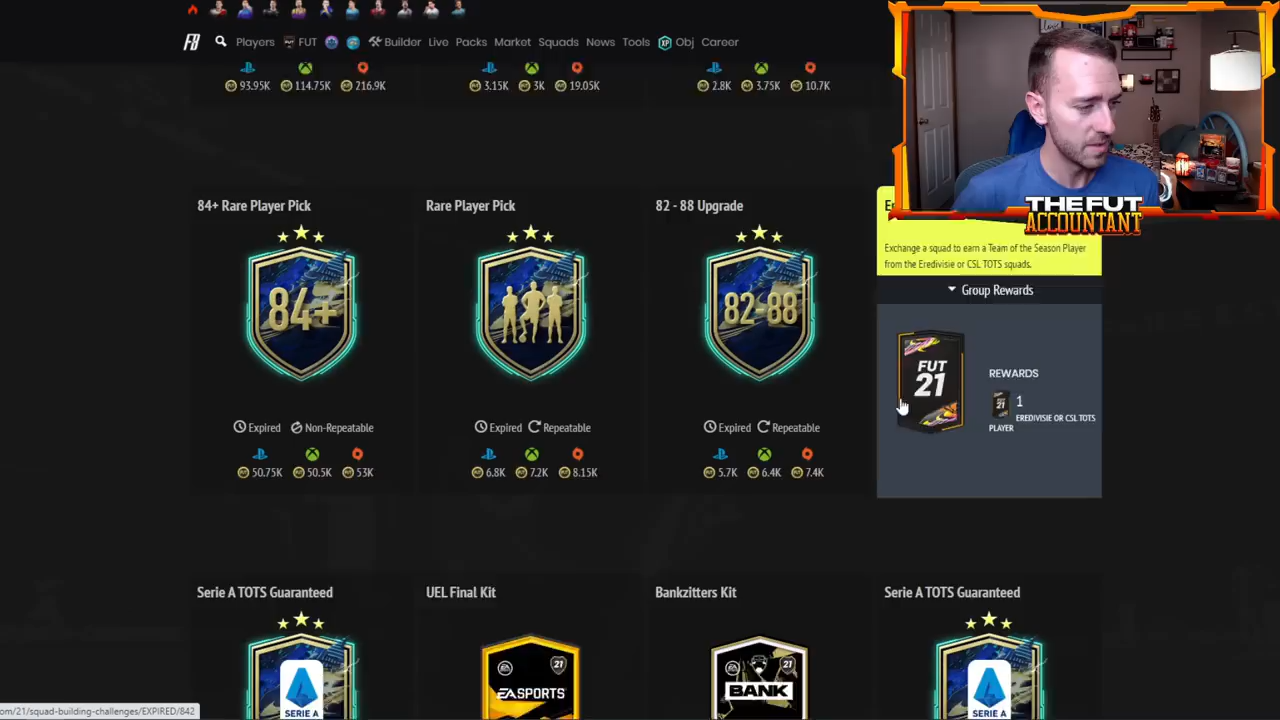 F8 Players FUT Builder Live Packs Market Squads News Tools XP Obj Career
93.95K 114.75K 216.9K 3.15K 3K 19.05K 2.8K 3.75K 10.7K
84+ Rare Player Pick
84+
Expired Non-Repeatable
50.75K 50.5K 53K
Rare Player Pick
Expired Repeatable
6.8K 7.2K 8.15K
82 - 88 Upgrade
82-88
Expired Repeatable
5.7K 6.4K 7.4K
THE FUT
ACCOUNTANT
Exchange a squad to earn a Team of the Season Player
from the Eredivisie or CSL TOTS squads.
Group Rewards
FUT
21
REWARDS
1
EREDIVISIE OR CSL TOTS
PLAYER
Serie A TOTS Guaranteed
SERIE A
UEL Final Kit
21
EA SPORTS
Bankzitters Kit
21
BANK
Serie A TOTS Guaranteed
SERIE A
om/21/squad-building-challenges/EXPIRED/842